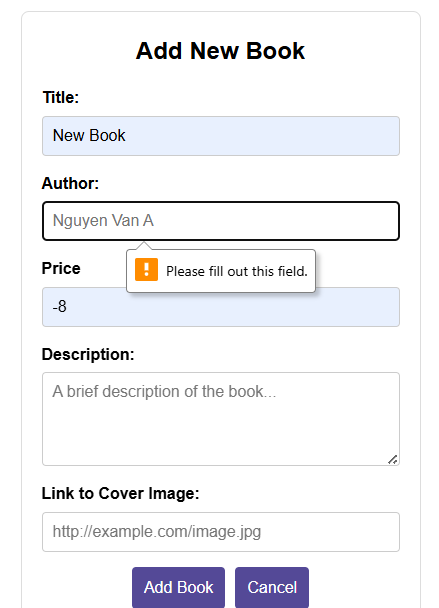 Add New Book
Title:
New Book
Author:
Nguyen Van A
Please fill out this field.
Price
-8
Description:
A brief description of the book...
Link to Cover Image:
http://example.com/image.jpg
Add Book Cancel